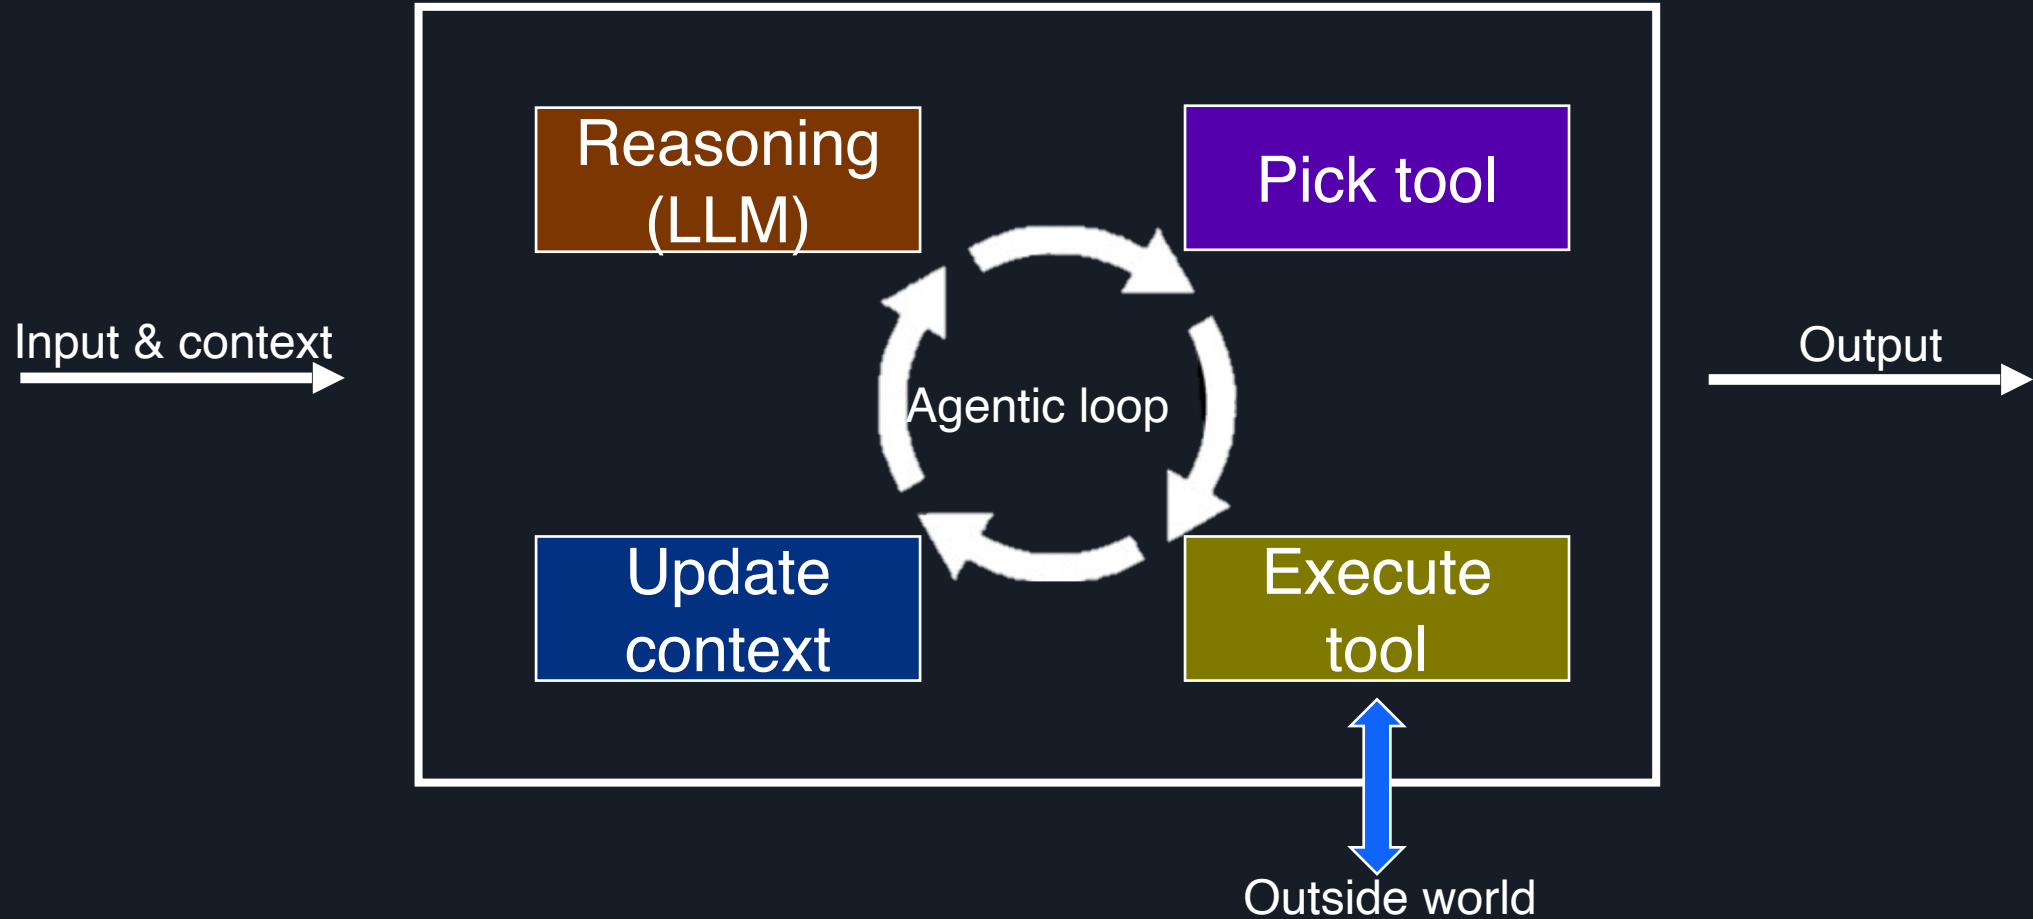 Reasoning
(LLM)
Pick tool
Input & context
Agentic loop
Output
Update
context
Execute
tool
Outside world